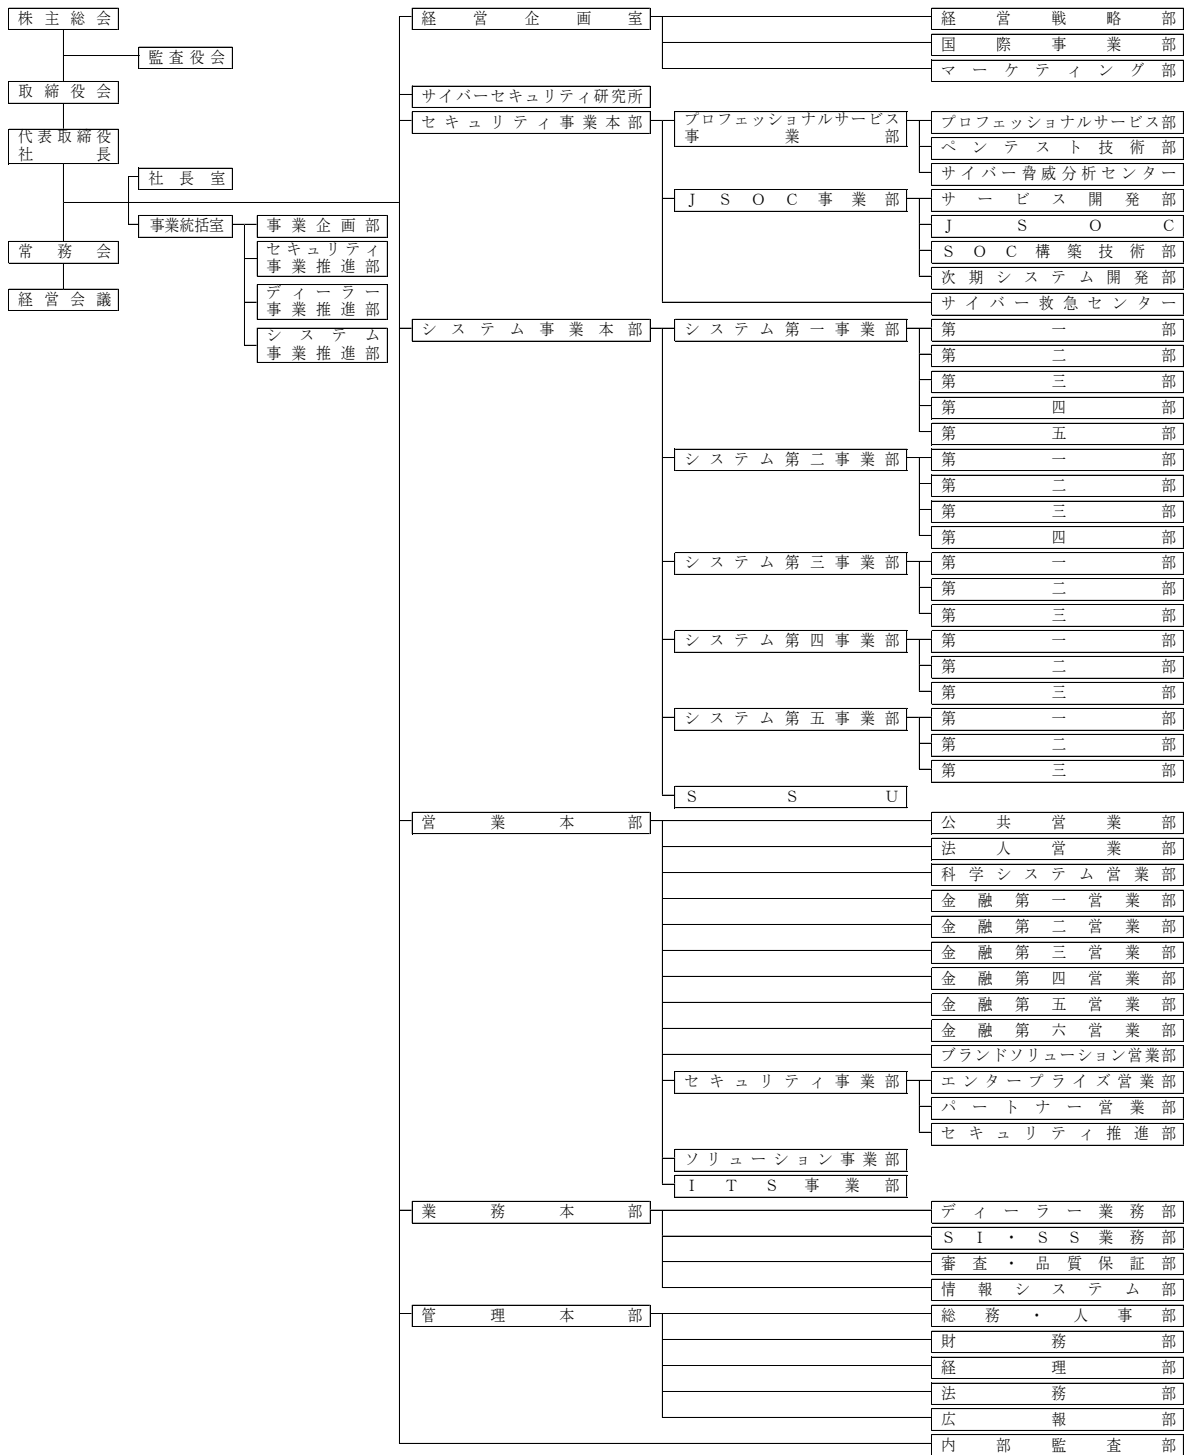 株主総会
監査役会
取締役会
代表取締役
社長
社長室
事業統括室
事業企画部
セキュリティ
事業推進部
ディーラー
事業推進部
システム
事業推進部
常務会
経営会議
経営企画室
経営戦略部
国際事業部
マーケティング部
サイバーセキュリティ研究所
セキュリティ事業本部
プロフェッショナルサービス
事業部
プロフェッショナルサービス部
ペンテスト技術部
サイバー脅威分析センター
JSOC事業部
サービス開発部
JSOC
SOC構築技術部
次期システム開発部
サイバー救急センター
システム事業本部
システム第一事業部
第一部
第二部
第三部
第四部
第五部
システム第二事業部
第一部
第二部
第三部
第四部
システム第三事業部
第一部
第二部
第三部
システム第四事業部
第一部
第二部
第三部
システム第五事業部
第一部
第二部
第三部
SSU
営業本部
公共営業部
法人営業部
科学システム営業部
金融第一営業部
金融第二営業部
金融第三営業部
金融第四営業部
金融第五営業部
金融第六営業部
ブランドソリューション営業部
セキュリティ事業部
エンタープライズ営業部
パートナー営業部
セキュリティ推進部
ソリューション事業部
ITS事業部
業務本部
ディーラー業務部
SI・SS業務部
審査・品質保証部
情報システム部
管理本部
総務・人事部
財務部
経理部
法務部
広報部
内部監査部